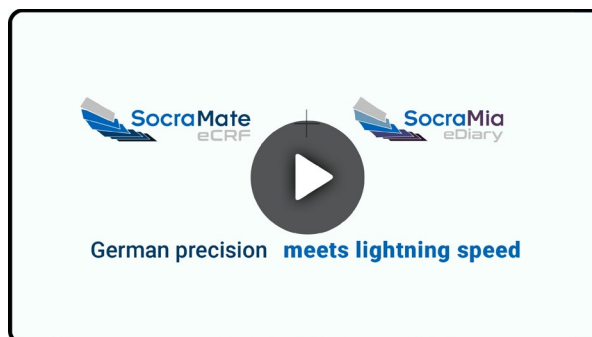 SocraMate
eCRF
SocraMia
eDiary
German precision meets lightning speed